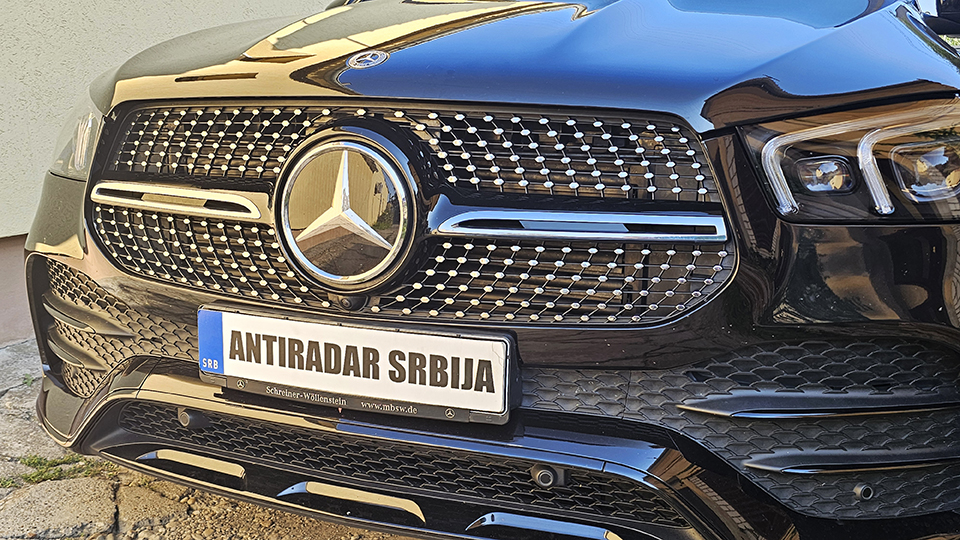 SRB
ANTIRADAR SRBIJA
Schreiner-Wöllenstein www.mbsw.de